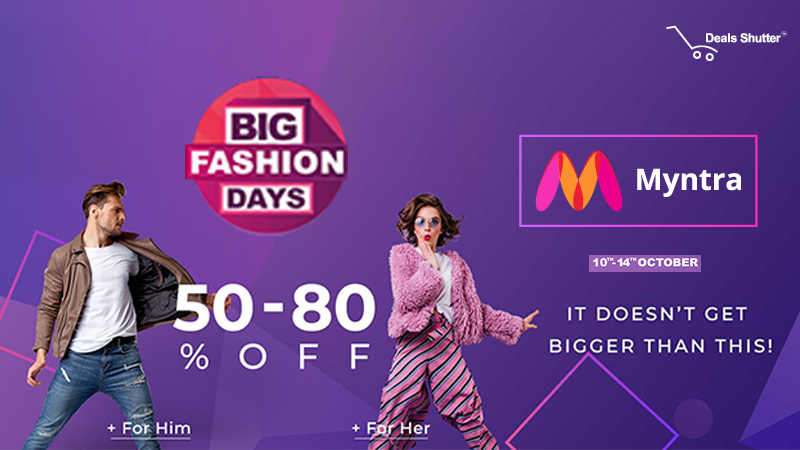 Deals Shutter™
BIG
FASHION
DAYS
Myntra
10TH-14TH OCTOBER
50-80
% OFF
IT DOESN'T GET
BIGGER THAN THIS!
+ For Him
+ For Her